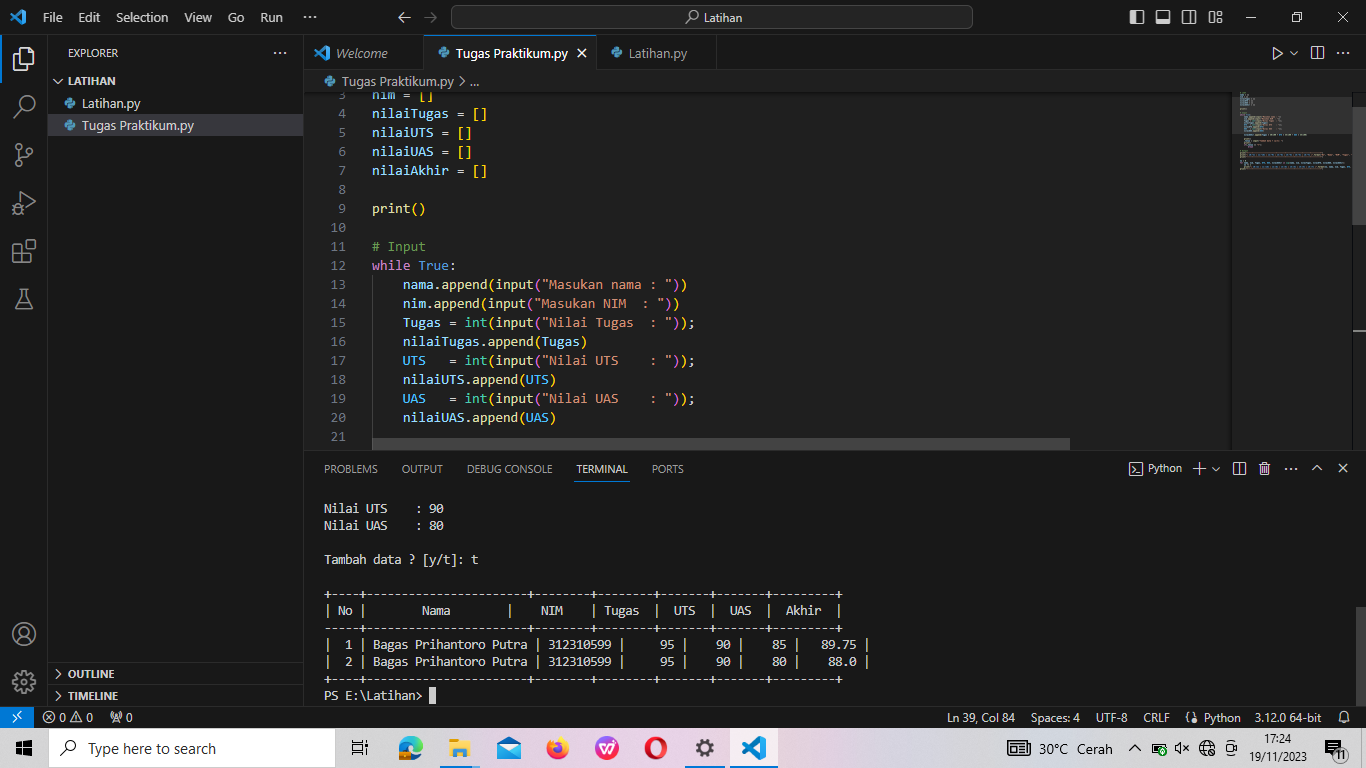 File Edit Selection View Go Run ··· Latihan
EXPLORER ···
LATIHAN
Latihan.py
Tugas Praktikum.py
OUTLINE
TIMELINE
Welcome Tugas Praktikum.py Latihan.py
Tugas Praktikum.py > ...
3 nim = []
4 nilaiTugas = []
5 nilaiUTS = []
6 nilaiUAS = []
7 nilaiAkhir = []
8
9 print()
10
11 # Input
12 while True:
13     nama.append(input("Masukan nama : "))
14     nim.append(input("Masukan NIM  : "))
15     Tugas = int(input("Nilai Tugas  : "));
16     nilaiTugas.append(Tugas)
17     UTS   = int(input("Nilai UTS    : "));
18     nilaiUTS.append(UTS)
19     UAS   = int(input("Nilai UAS    : "));
20     nilaiUAS.append(UAS)
21
PROBLEMS OUTPUT DEBUG CONSOLE TERMINAL PORTS Python
Nilai UTS    : 90
Nilai UAS    : 80
Tambah data ? [y/t]: t
+----+-----------------------+--------+--------+-------+-------+---------+
| No |        Nama        |    NIM    | Tugas  |  UTS  |  UAS  |  Akhir  |
-----+-----------------------+--------+--------+-------+-------+---------+
|  1 | Bagas Prihantoro Putra | 312310599 |     95 |    90 |    85 |   89.75 |
|  2 | Bagas Prihantoro Putra | 312310599 |     95 |    90 |    80 |    88.0 |
+----+-----------------------+--------+--------+-------+-------+---------+
PS E:\Latihan>
0 0 0 Ln 39, Col 84 Spaces: 4 UTF-8 CRLF Python 3.12.0 64-bit
Type here to search 30°C Cerah 17:24
19/11/2023 11